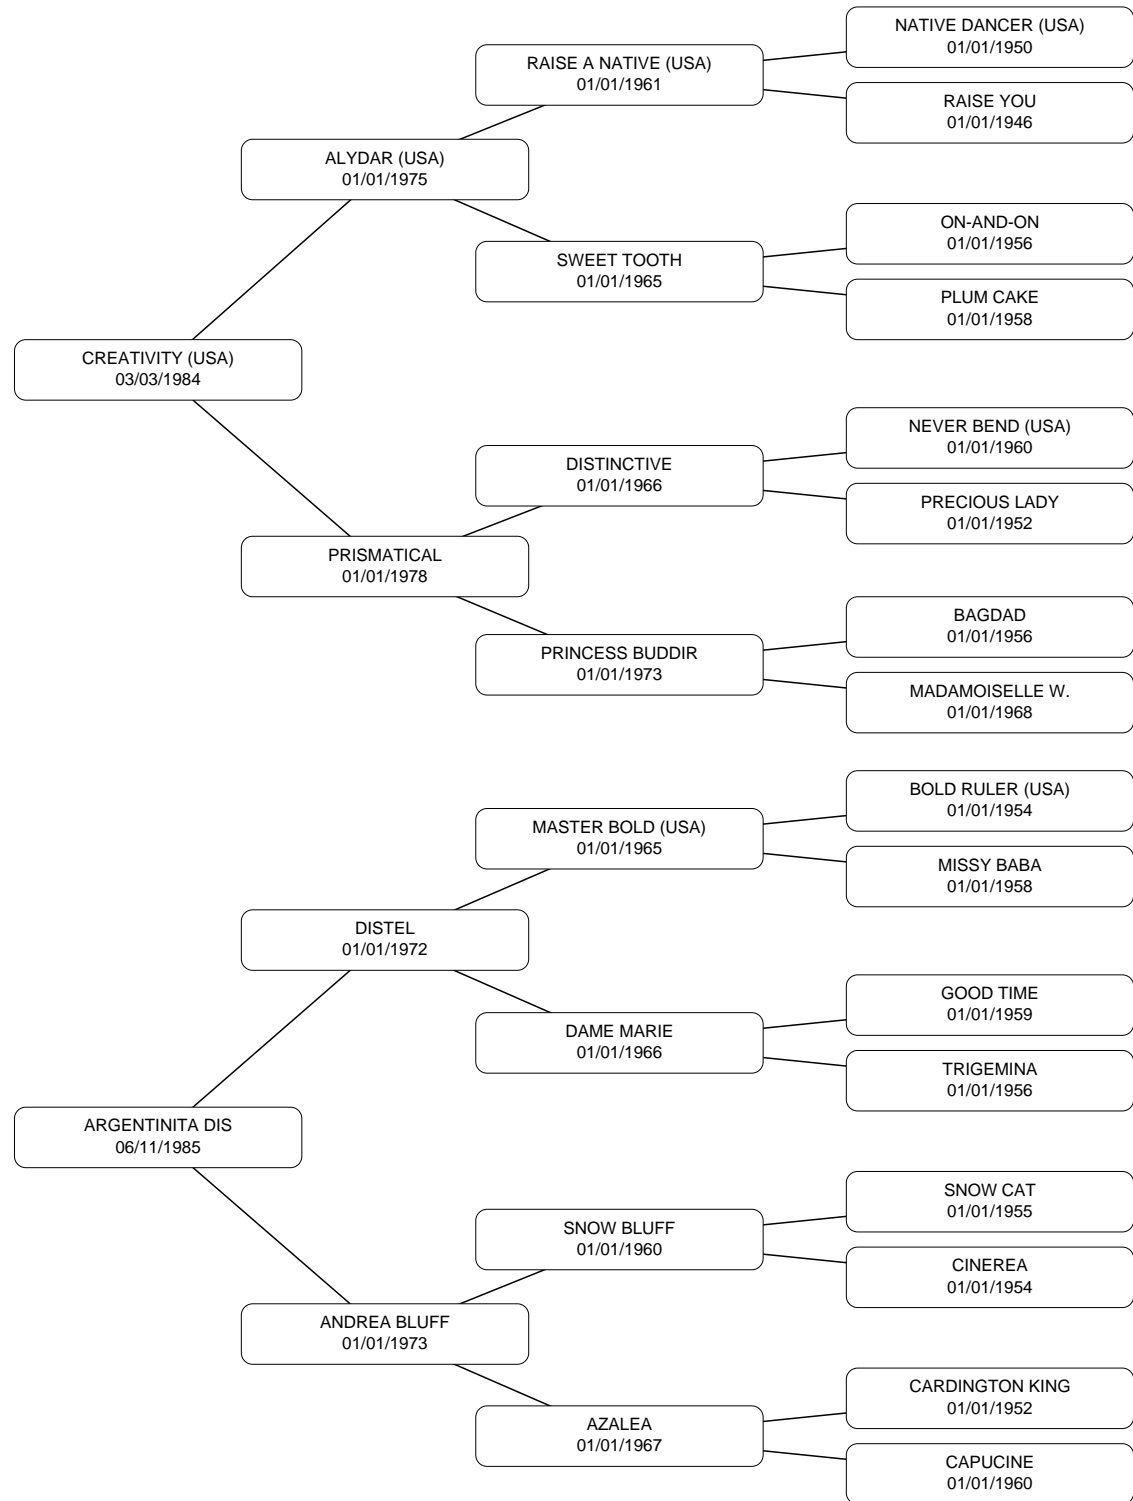 NATIVE DANCER (USA)
01/01/1950
RAISE A NATIVE (USA)
01/01/1961
RAISE YOU
01/01/1946
ALYDAR (USA)
01/01/1975
ON-AND-ON
01/01/1956
SWEET TOOTH
01/01/1965
PLUM CAKE
01/01/1958
CREATIVITY (USA)
03/03/1984
NEVER BEND (USA)
01/01/1960
DISTINCTIVE
01/01/1966
PRECIOUS LADY
01/01/1952
PRISMATICAL
01/01/1978
BAGDAD
01/01/1956
PRINCESS BUDDIR
01/01/1973
MADAMOISELLE W.
01/01/1968
BOLD RULER (USA)
01/01/1954
MASTER BOLD (USA)
01/01/1965
MISSY BABA
01/01/1958
DISTEL
01/01/1972
GOOD TIME
01/01/1959
DAME MARIE
01/01/1966
TRIGEMINA
01/01/1956
ARGENTINITA DIS
06/11/1985
SNOW CAT
01/01/1955
SNOW BLUFF
01/01/1960
CINEREA
01/01/1954
ANDREA BLUFF
01/01/1973
CARDINGTON KING
01/01/1952
AZALEA
01/01/1967
CAPUCINE
01/01/1960